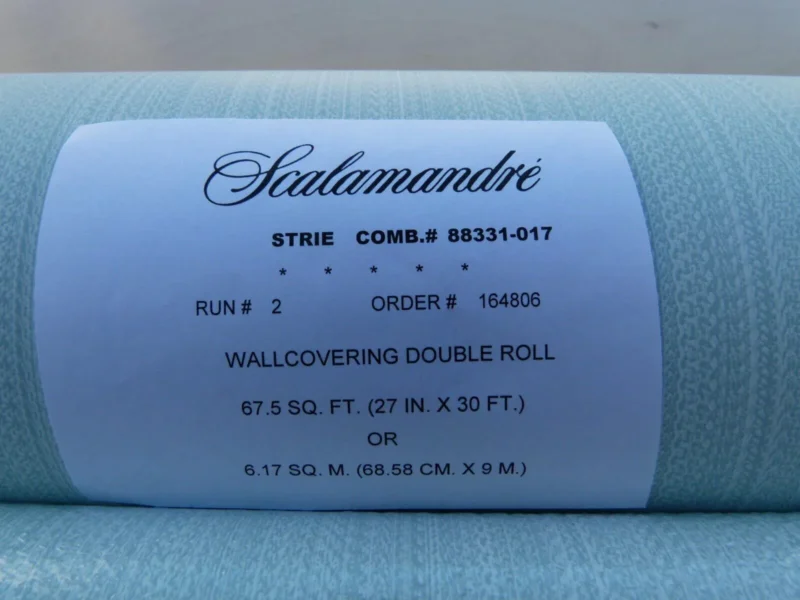 Scalamandré
STRIE COMB.# 88331-017
* * * * *
RUN # 2 ORDER # 164806
WALLCOVERING DOUBLE ROLL
67.5 SQ. FT. (27 IN. X 30 FT.)
OR
6.17 SQ. M. (68.58 CM. X 9 M.)